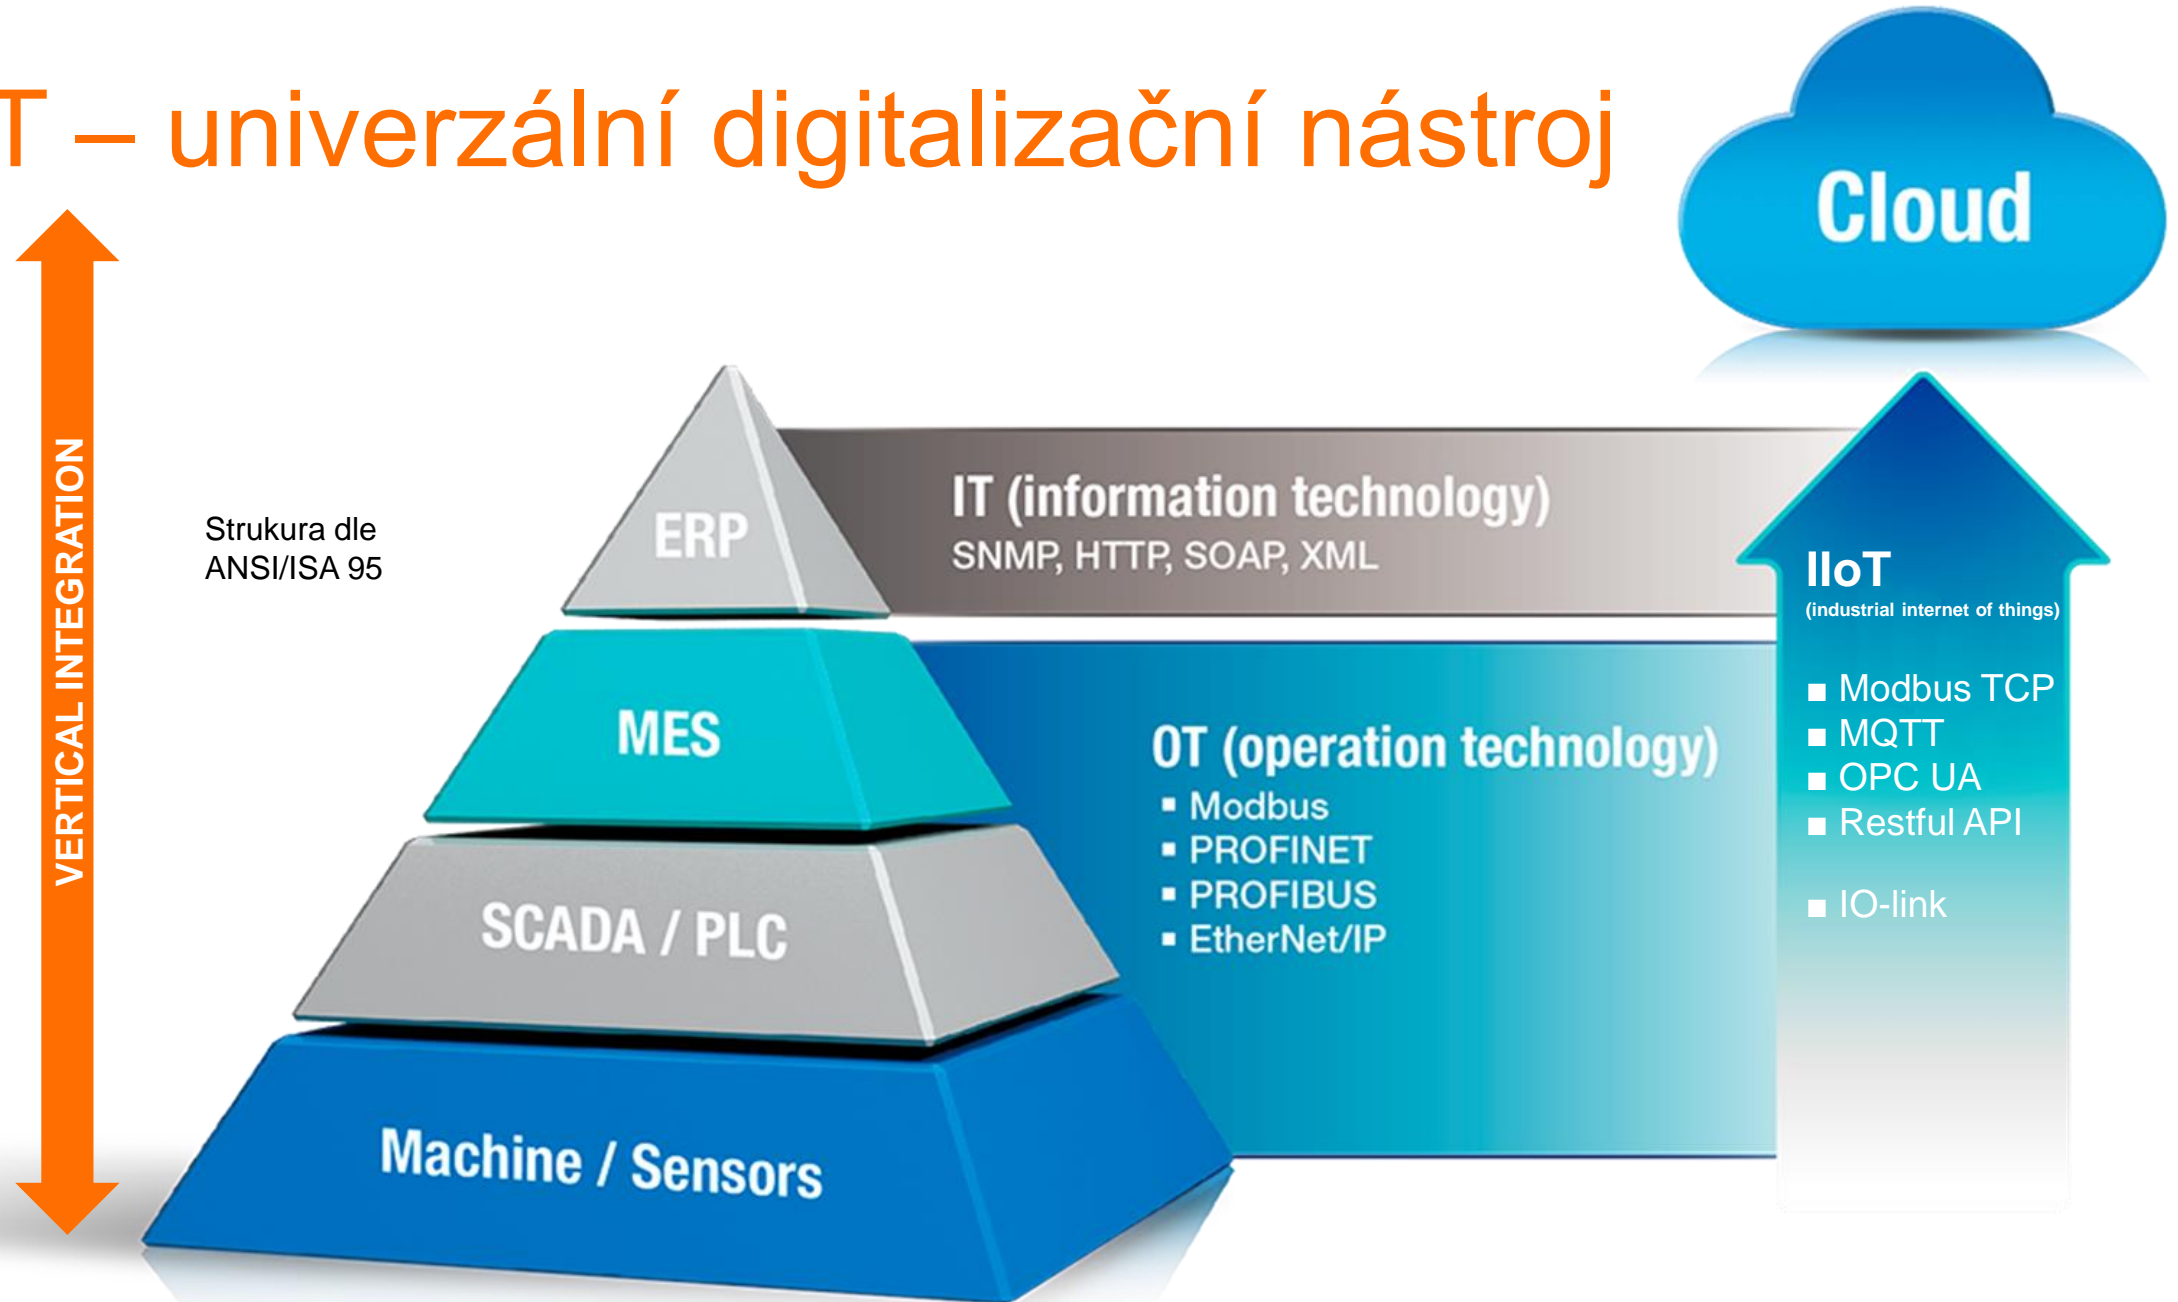 T – univerzální digitalizační nástroj
Cloud
VERTICAL INTEGRATION
Strukura dle
ANSI/ISA 95
ERP
MES
SCADA / PLC
Machine / Sensors
IT (information technology)
SNMP, HTTP, SOAP, XML
OT (operation technology)
▪ Modbus
▪ PROFINET
▪ PROFIBUS
▪ EtherNet/IP
IIoT
(industrial internet of things)
■ Modbus TCP
■ MQTT
■ OPC UA
■ Restful API
■ IO-link